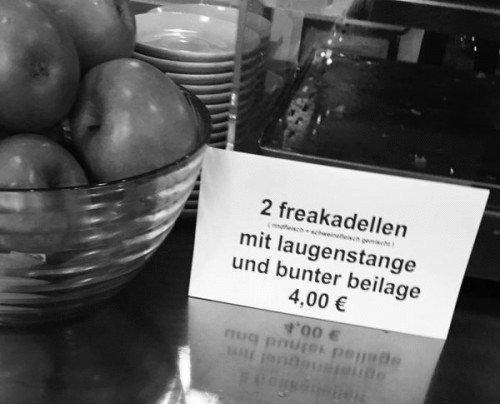 2 freakadellen
( rindfleisch + schweinefleisch gemischt )
mit laugenstange
und bunter beilage
4,00 €